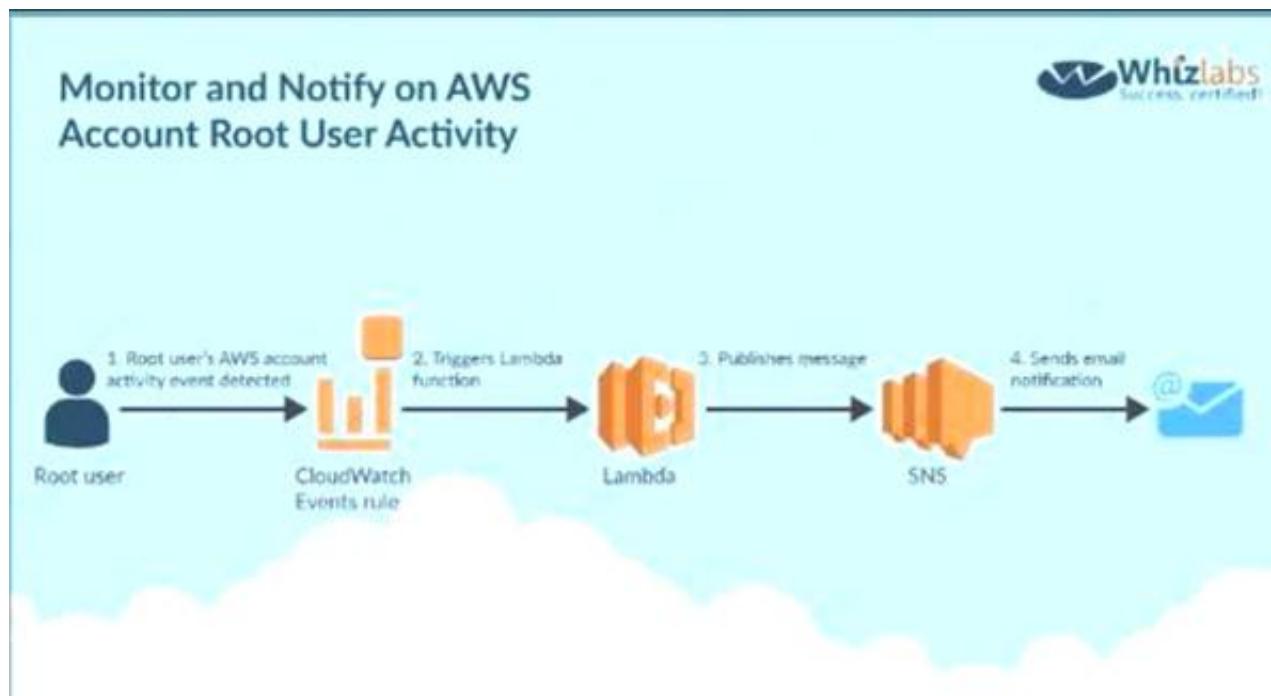 Monitor and Notify on AWS
Account Root User Activity
Whizlabs
Success, certified!
1. Root user's AWS account
activity event detected
2. Triggers Lambda
function
3. Publishes message
4. Sends email
notification
@
Root user
CloudWatch
Events rule
Lambda
SNS